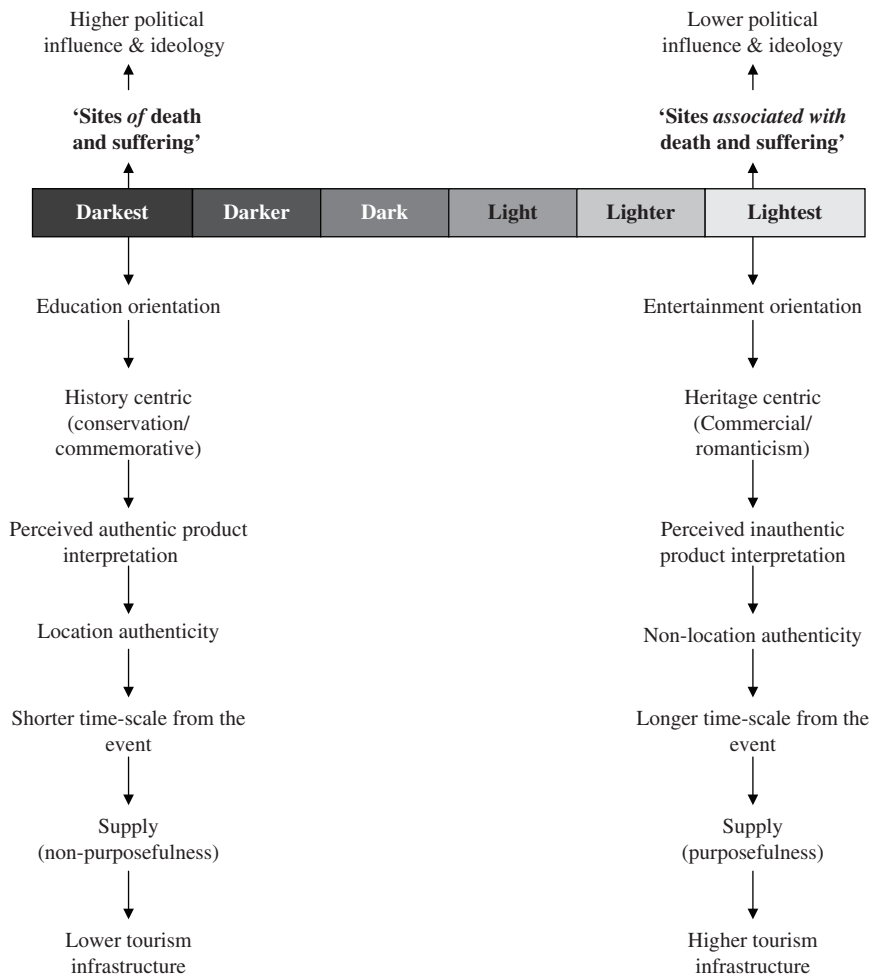 Higher political
influence & ideology
Lower political
influence & ideology
‘Sites of death
and suffering’
‘Sites associated with
death and suffering’
Darkest Darker Dark Light Lighter Lightest
Education orientation
Entertainment orientation
History centric
(conservation/
commemorative)
Heritage centric
(Commercial/
romanticism)
Perceived authentic product
interpretation
Perceived inauthentic
product interpretation
Location authenticity
Non-location authenticity
Shorter time-scale from the
event
Longer time-scale from the
event
Supply
(non-purposefulness)
Supply
(purposefulness)
Lower tourism
infrastructure
Higher tourism
infrastructure